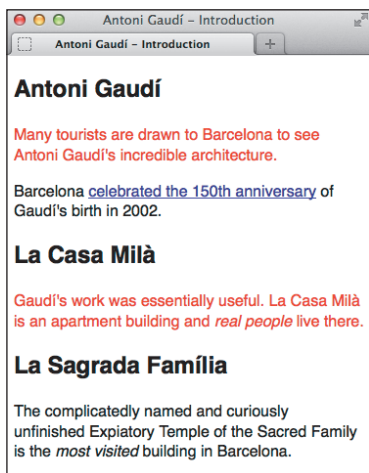 Antoni Gaudí – Introduction
Antoni Gaudí – Introduction
Antoni Gaudí
Many tourists are drawn to Barcelona to see
Antoni Gaudí's incredible architecture.
Barcelona celebrated the 150th anniversary of
Gaudí's birth in 2002.
La Casa Milà
Gaudí's work was essentially useful. La Casa Milà
is an apartment building and real people live there.
La Sagrada Família
The complicatedly named and curiously
unfinished Expiatory Temple of the Sacred Family
is the most visited building in Barcelona.